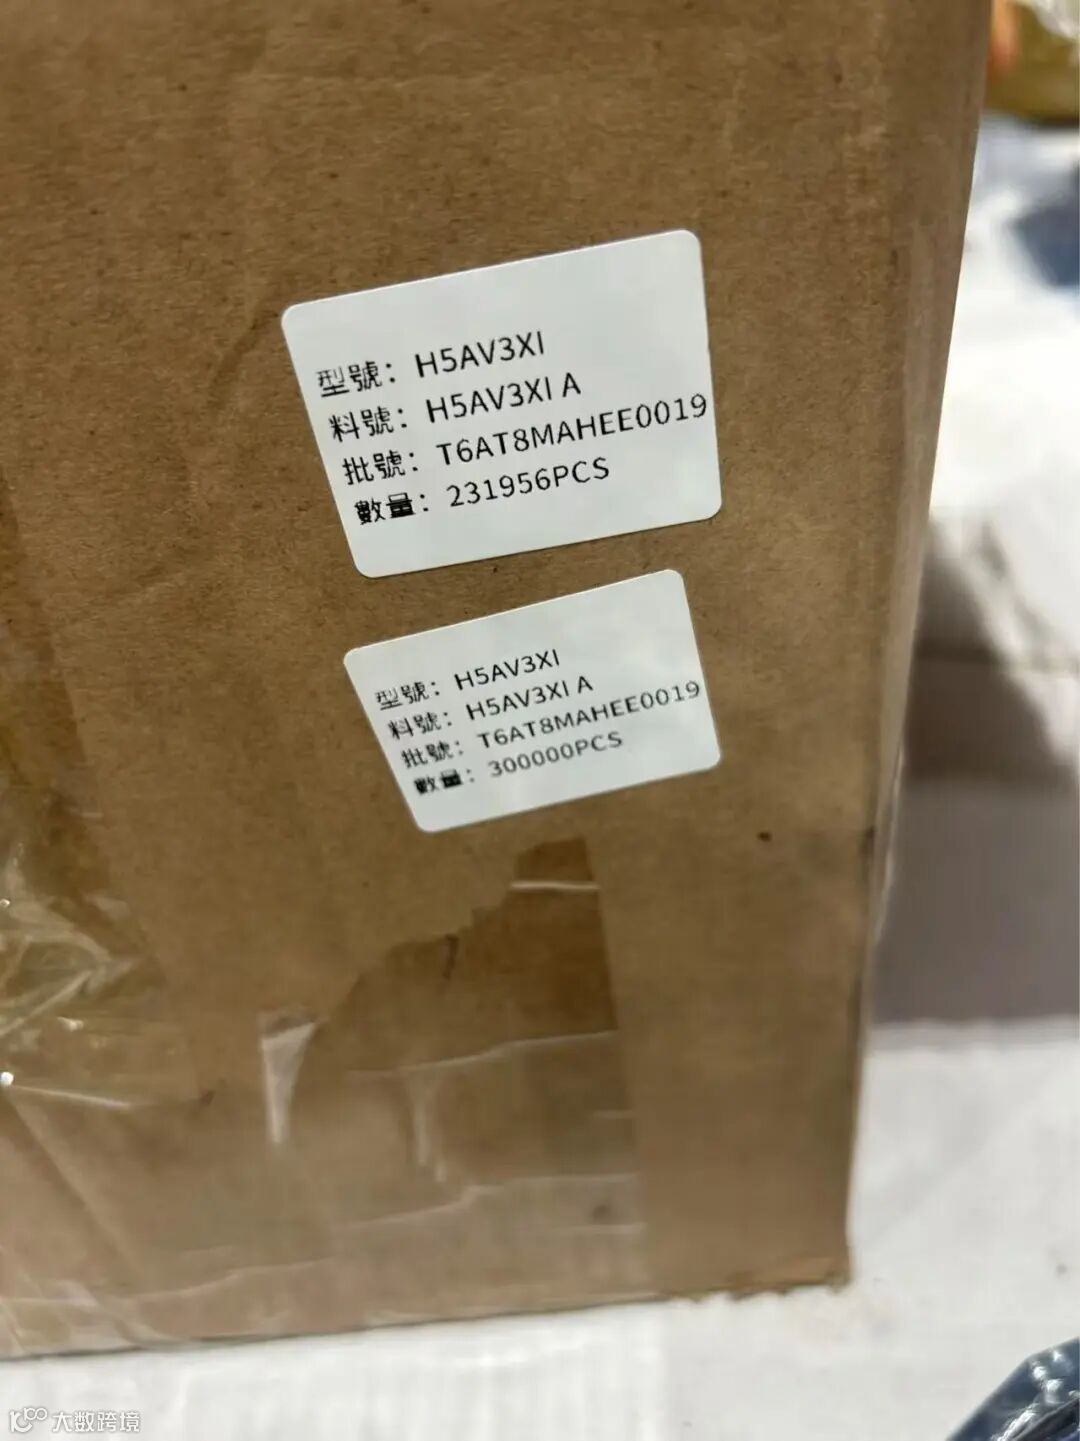 型號：H5AV3XI
料號：H5AV3XI A
批號：T6AT8MAHEE0019
數量：231956PCS
型號：H5AV3XI
料號：H5AV3XI A
批號：T6AT8MAHEE0019
數量：300000PCS
大数跨境